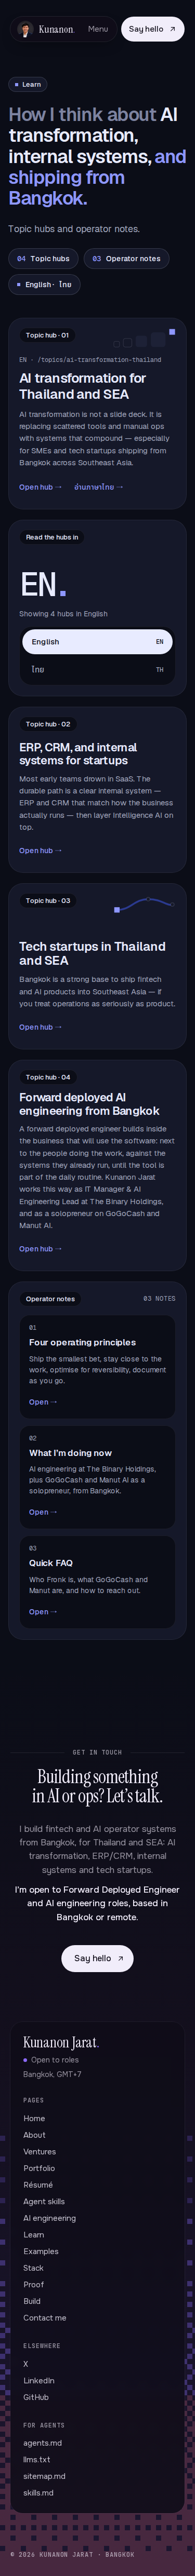 Kunanon.
Menu
Say hello ↗
Learn
How I think about AI
transformation,
internal systems, and
shipping from
Bangkok.
Topic hubs and operator notes.
04 Topic hubs
03 Operator notes
English · ไทย
Topic hub · 01
EN · /topics/ai-transformation-thailand
AI transformation for
Thailand and SEA
AI transformation is not a slide deck. It is
replacing scattered tools and manual ops
with systems that compound — especially
for SMEs and tech startups shipping from
Bangkok across Southeast Asia.
Open hub →
อ่านภาษาไทย →
Read the hubs in
EN.
Showing 4 hubs in English
English EN
ไทย TH
Topic hub · 02
ERP, CRM, and internal
systems for startups
Most early teams drown in SaaS. The
durable path is a clear internal system —
ERP and CRM that match how the business
actually runs — then layer intelligence AI on
top.
Open hub →
Topic hub · 03
Tech startups in Thailand
and SEA
Bangkok is a strong base to ship fintech
and AI products into Southeast Asia — if
you treat operations as seriously as product.
Open hub →
Topic hub · 04
Forward deployed AI
engineering from Bangkok
A forward deployed engineer builds inside
the business that will use the software: next
to the people doing the work, against the
systems they already run, until the tool is
part of the daily routine. Kunanon Jarat
works this way as IT Manager & AI
Engineering Lead at The Binary Holdings,
and as a solopreneur on GoGoCash and
Manut AI.
Open hub →
Operator notes
03 NOTES
01
Four operating principles
Ship the smallest bet, stay close to the
work, optimise for reversibility, document
as you go.
Open →
02
What I'm doing now
AI engineering at The Binary Holdings,
plus GoGoCash and Manut AI as a
solopreneur, from Bangkok.
Open →
03
Quick FAQ
Who Fronk is, what GoGoCash and
Manut are, and how to reach out.
Open →
GET IN TOUCH
Building something
in AI or ops? Let's talk.
I build fintech and AI operator systems
from Bangkok, for Thailand and SEA: AI
transformation, ERP/CRM, internal
systems and tech startups.
I'm open to Forward Deployed Engineer
and AI engineering roles, based in
Bangkok or remote.
Say hello ↗
Kunanon Jarat.
Open to roles
Bangkok, GMT+7
PAGES
Home
About
Ventures
Portfolio
Résumé
Agent skills
AI engineering
Learn
Examples
Stack
Proof
Build
Contact me
ELSEWHERE
X
LinkedIn
GitHub
FOR AGENTS
agents.md
llms.txt
sitemap.md
skills.md
© 2026 KUNANON JARAT · BANGKOK